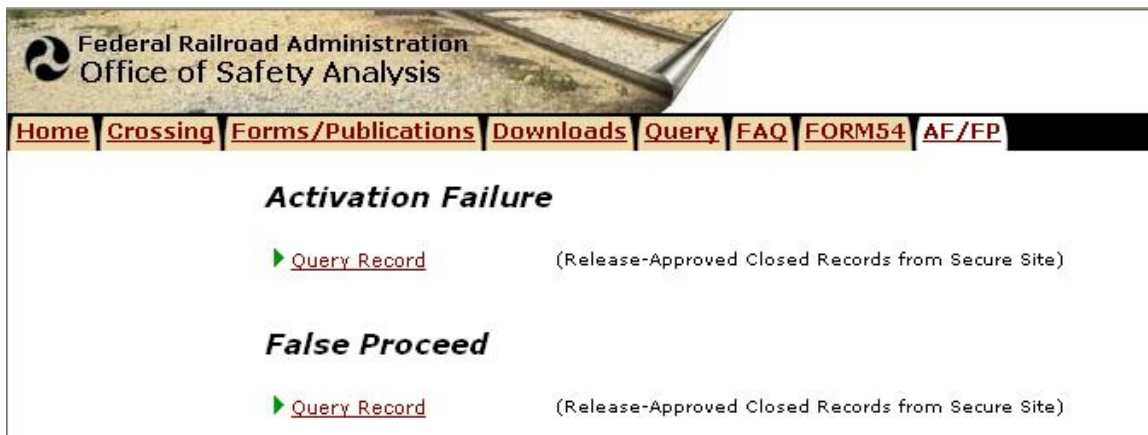 Federal Railroad Administration
Office of Safety Analysis
Home Crossing Forms/Publications Downloads Query FAQ FORM54 AF/FP
Activation Failure
Query Record (Release-Approved Closed Records from Secure Site)
False Proceed
Query Record (Release-Approved Closed Records from Secure Site)